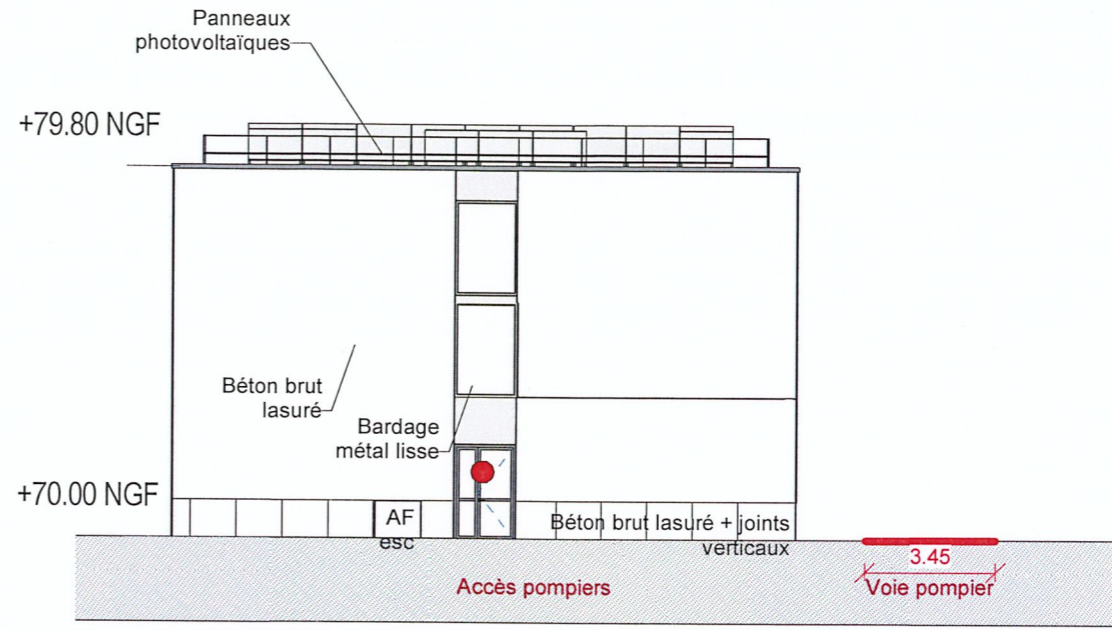 Panneaux
photovoltaïques
+79.80 NGF
Béton brut
lasuré
Bardage
métal lisse
+70.00 NGF
AF
esc
Béton brut lasuré + joints
verticaux
3.45
Accès pompiers
Voie pompier